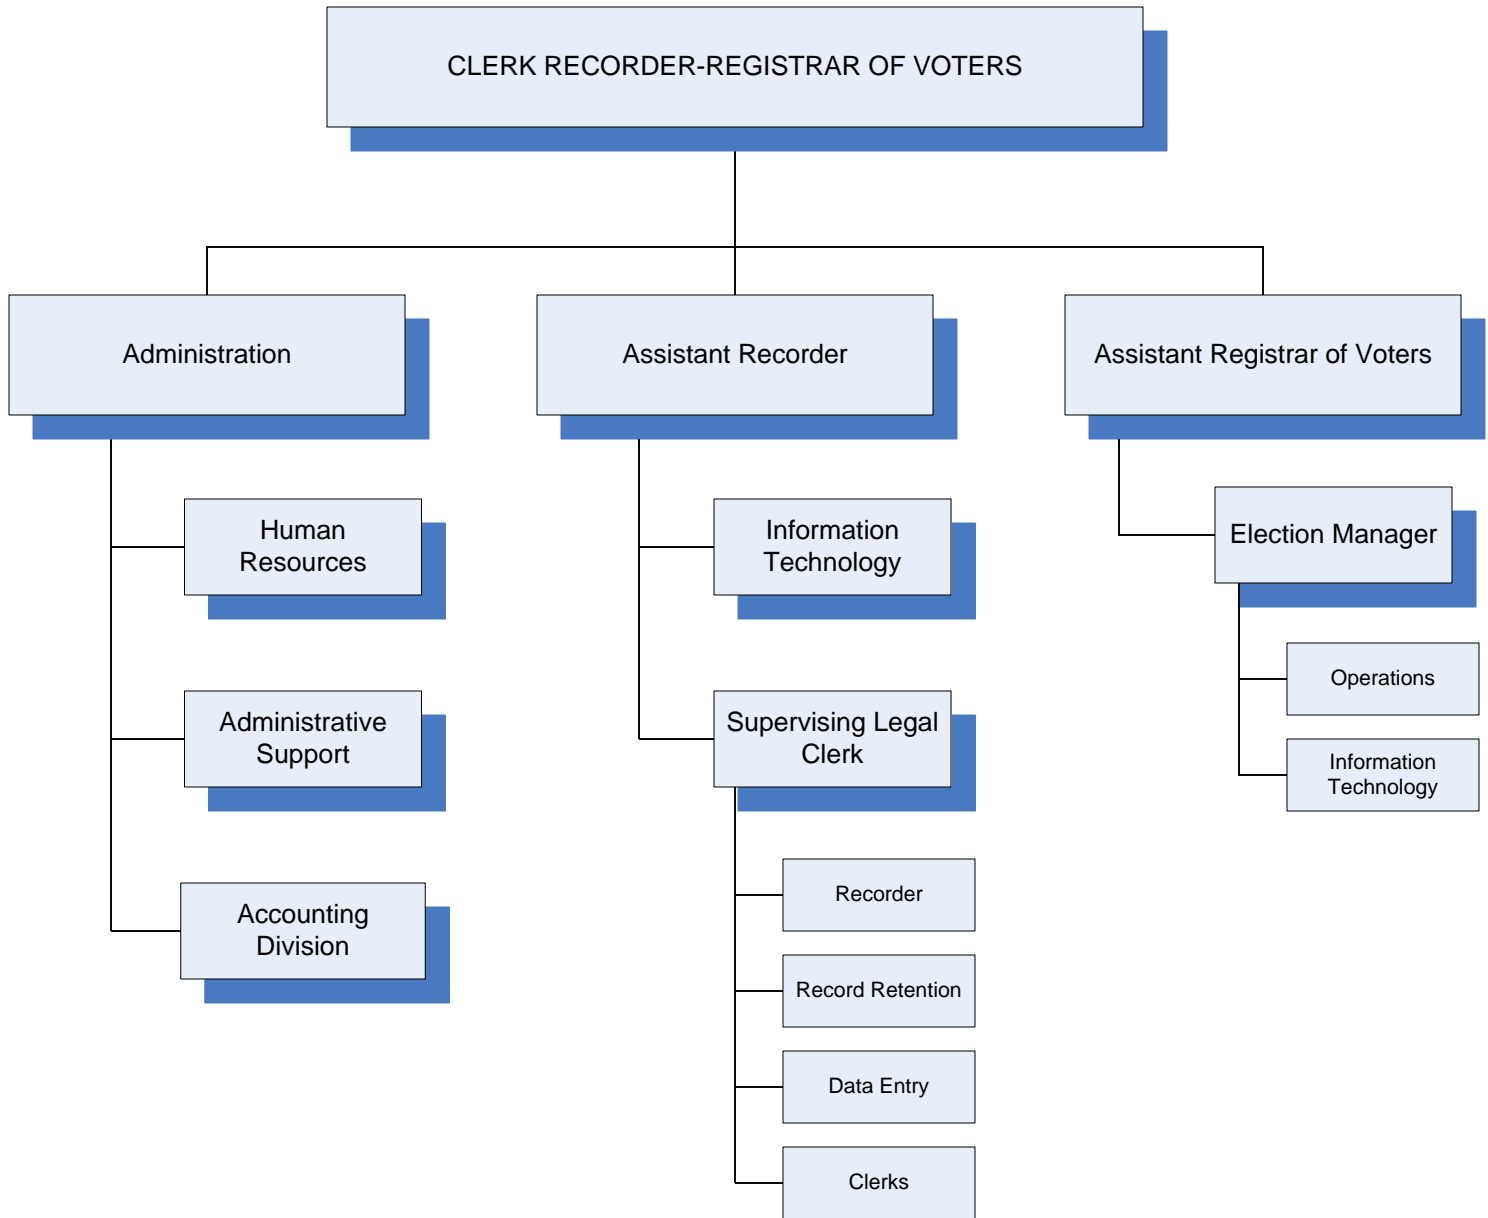 CLERK RECORDER-REGISTRAR OF VOTERS
Administration
Assistant Recorder
Assistant Registrar of Voters
Human
Resources
Information
Technology
Election Manager
Operations
Administrative
Support
Supervising Legal
Clerk
Information
Technology
Recorder
Accounting
Division
Record Retention
Data Entry
Clerks